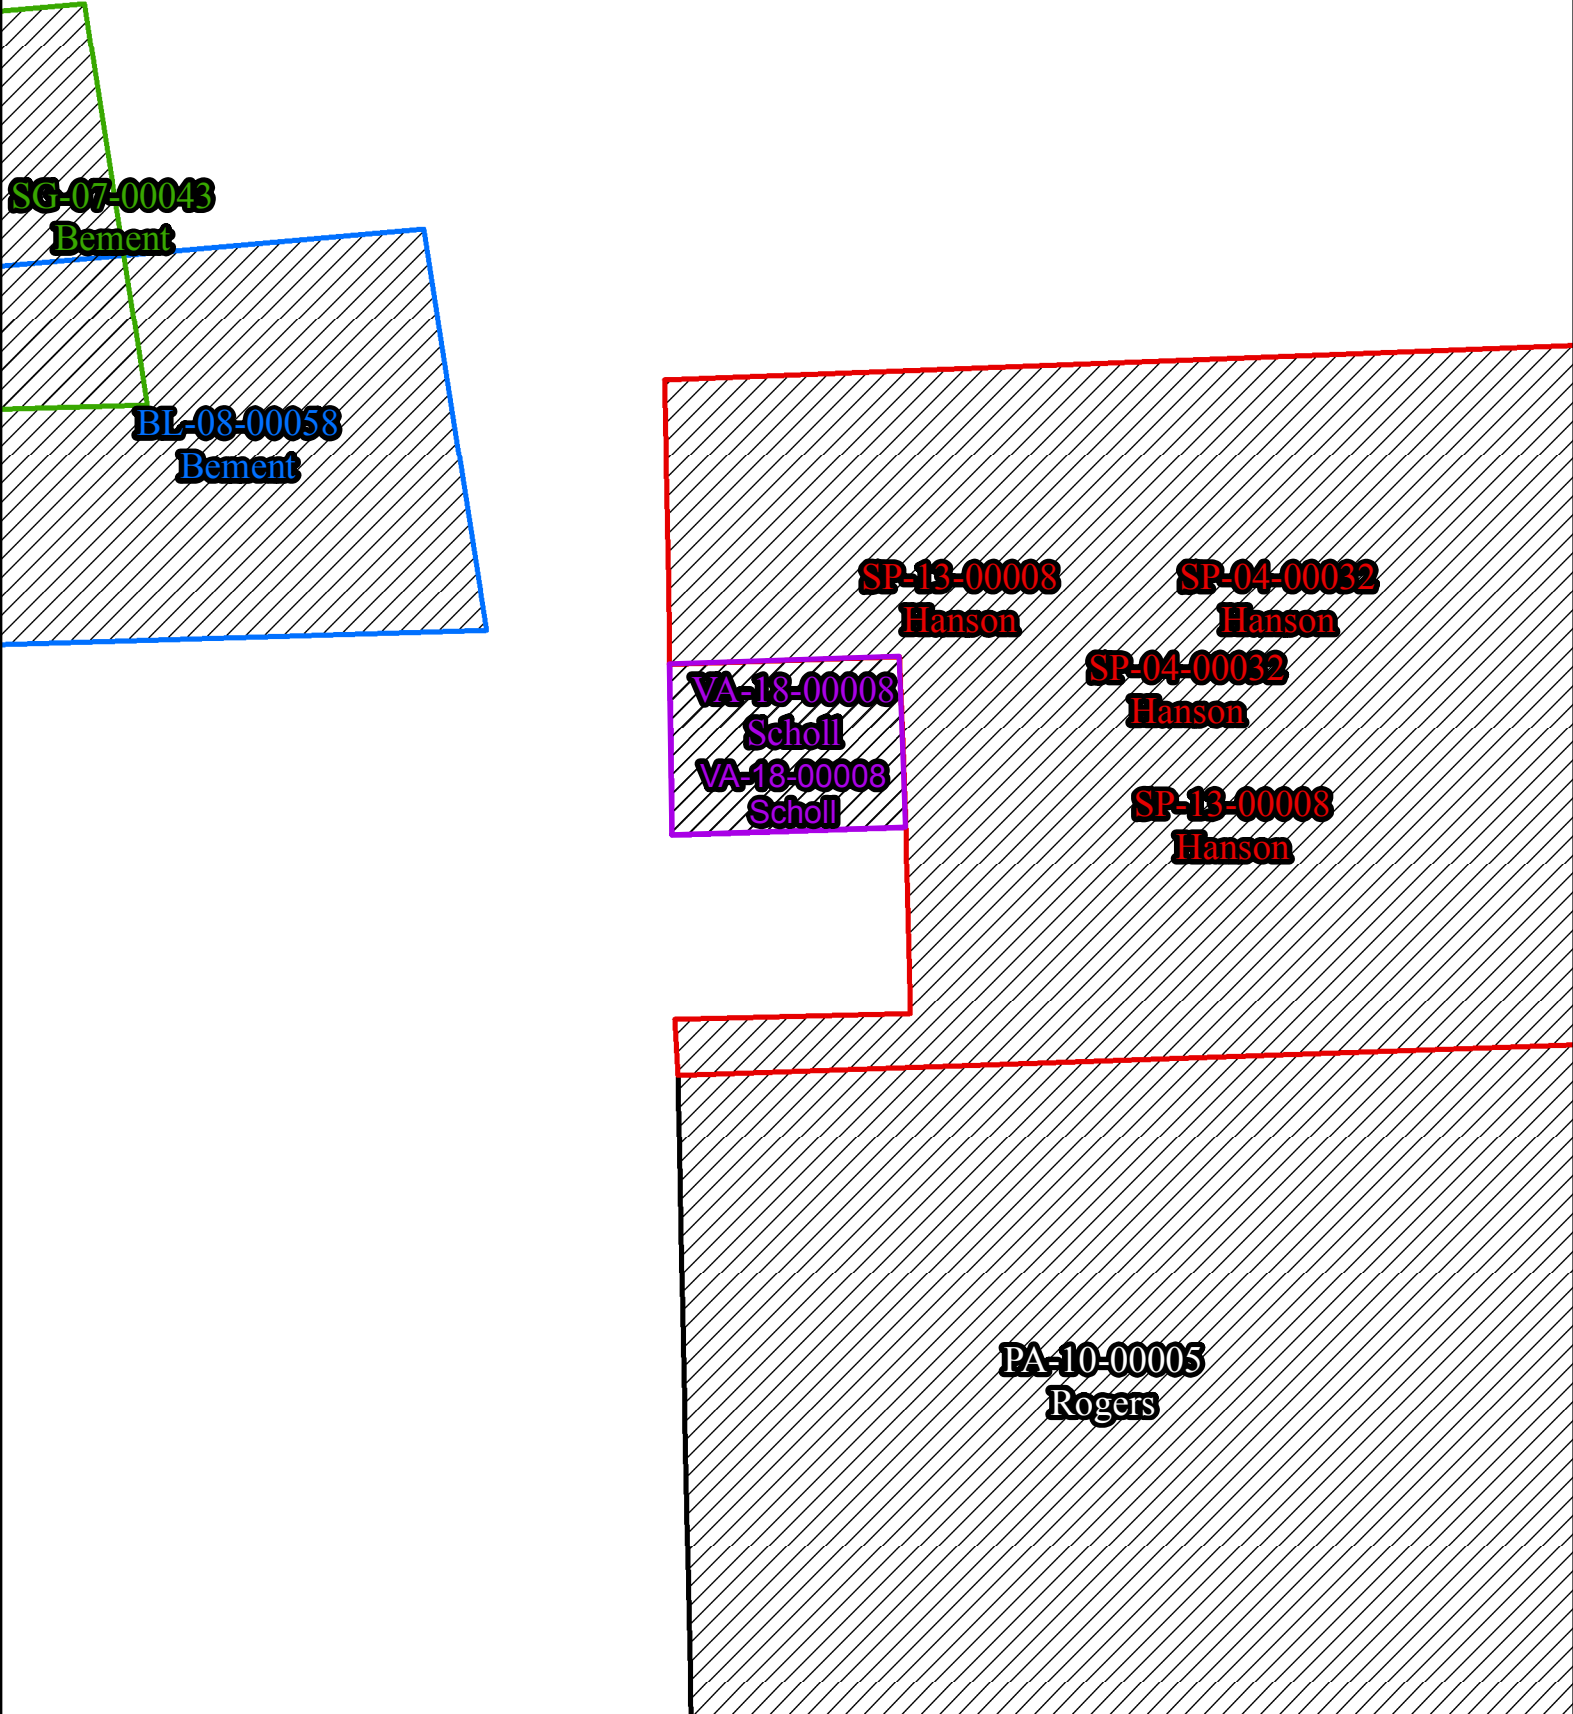 SG-07-00043
Bement
BL-08-00058
Bement
SP-13-00008
Hanson
SP-04-00032
Hanson
SP-04-00032
Hanson
VA-18-00008
Scholl
VA-18-00008
Scholl
SP-13-00008
Hanson
PA-10-00005
Rogers